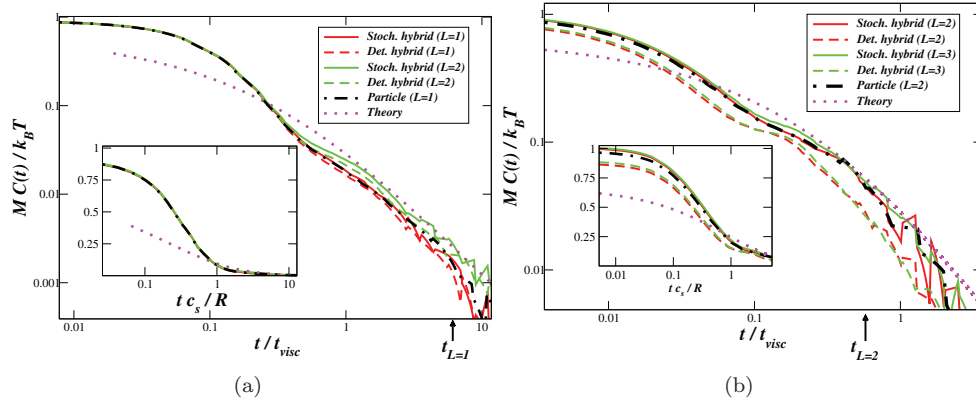 M C(t) / k_B T
1
0.1
0.01
0.001
0.01
0.1
1
10
t / t_visc
t_L=1
Stoch. hybrid (L=1)
Det. hybrid (L=1)
Stoch. hybrid (L=2)
Det. hybrid (L=2)
Particle (L=1)
Theory
1
0.75
0.5
0.25
0.1
1
10
t c_s / R
(a)
M C(t) / k_B T
1
0.1
0.01
0.01
0.1
1
t / t_visc
t_L=2
Stoch. hybrid (L=2)
Det. hybrid (L=2)
Stoch. hybrid (L=3)
Det. hybrid (L=3)
Particle (L=2)
Theory
1
0.75
0.5
0.25
0.01
0.1
1
t c_s / R
(b)